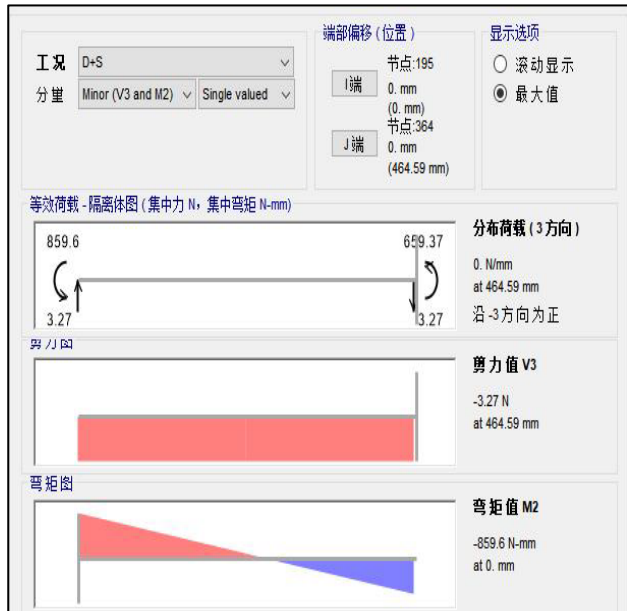 端部偏移 (位置)
显示选项
工况 D+S
分量 Minor (V3 and M2) Single valued
I端
节点:195
0. mm
(0. mm)
J端
节点:364
0. mm
(464.59 mm)
滚动显示
最大值
等效荷载 - 隔离体图 (集中力 N，集中弯矩 N-mm)
859.6 659.37
3.27 3.27
分布荷载 (3方向)
0. N/mm
at 464.59 mm
沿 -3方向为正
剪力图
剪力值 V3
-3.27 N
at 464.59 mm
弯矩图
弯矩值 M2
-859.6 N-mm
at 0. mm